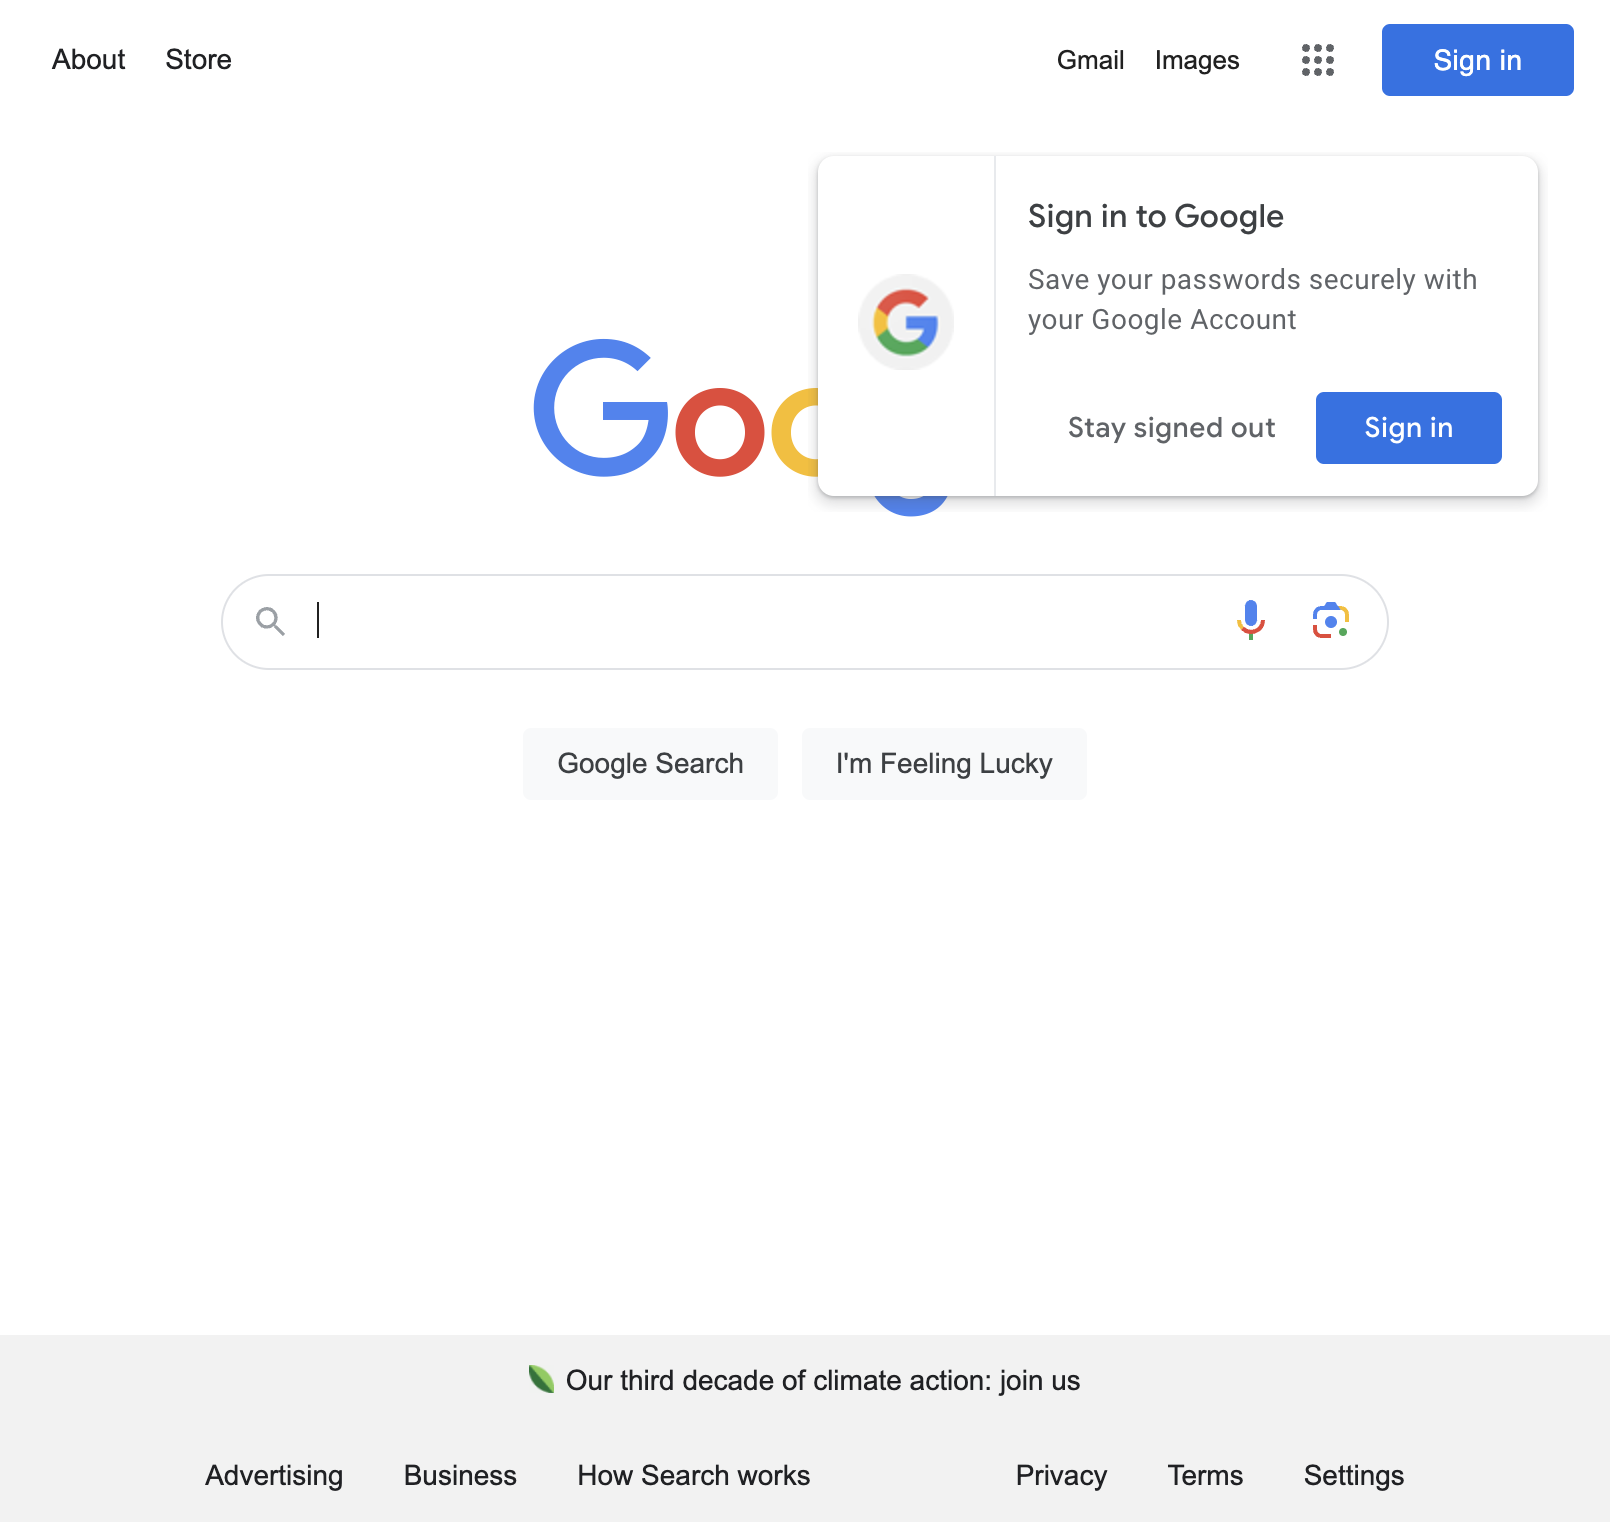 About Store
Gmail Images Sign in
Sign in to Google
Save your passwords securely with
your Google Account
Stay signed out Sign in
Google Search I'm Feeling Lucky
Our third decade of climate action: join us
Advertising Business How Search works Privacy Terms Settings